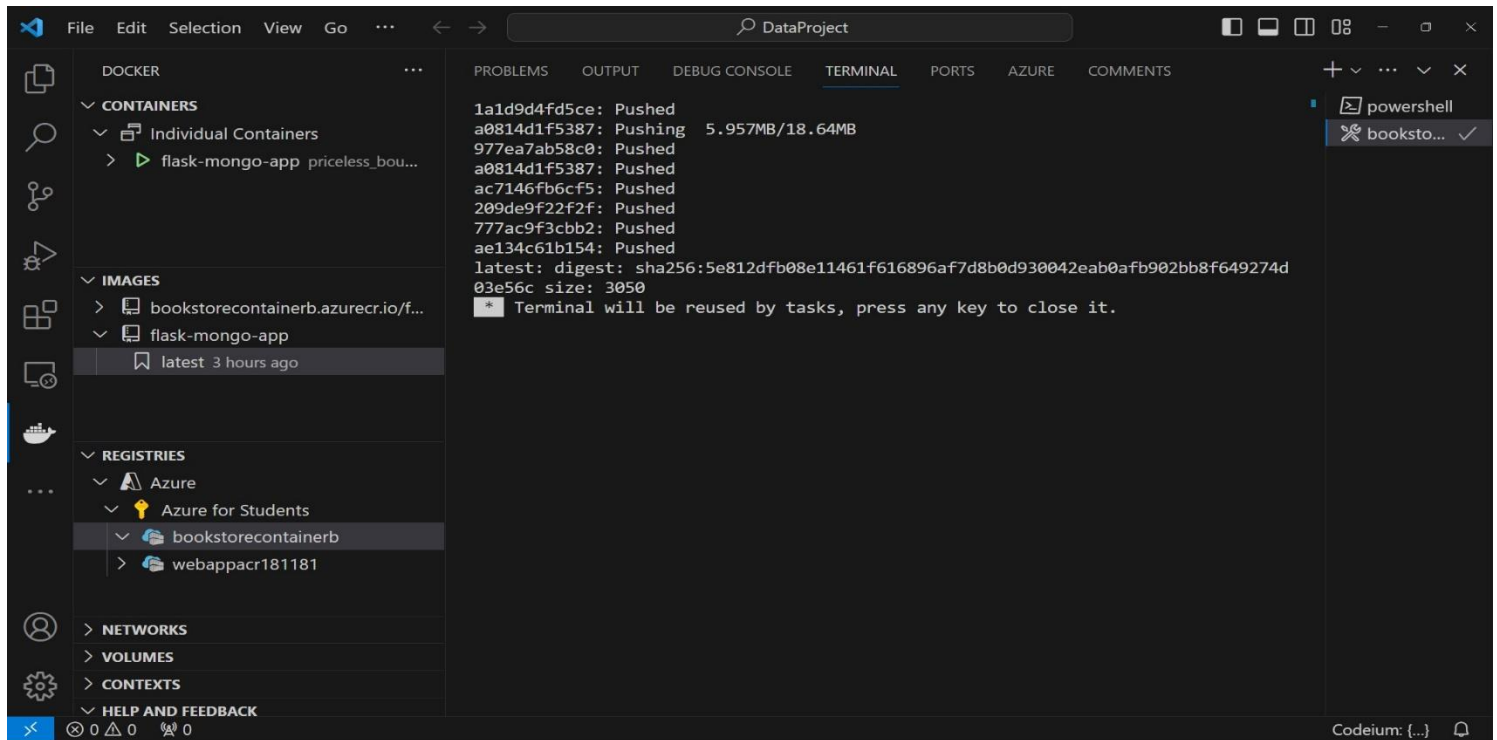 File Edit Selection View Go ··· ← → DataProject
DOCKER ···
CONTAINERS
Individual Containers
flask-mongo-app priceless_bou...
IMAGES
bookstorecontainerb.azurecr.io/f...
flask-mongo-app
latest 3 hours ago
REGISTRIES
Azure
Azure for Students
bookstorecontainerb
webappacr181181
NETWORKS
VOLUMES
CONTEXTS
HELP AND FEEDBACK
PROBLEMS OUTPUT DEBUG CONSOLE TERMINAL PORTS AZURE COMMENTS
1a1d9d4fd5ce: Pushed
a0814d1f5387: Pushing 5.957MB/18.64MB
977ea7ab58c0: Pushed
a0814d1f5387: Pushed
ac7146fb6cf5: Pushed
209de9f22f2f: Pushed
777ac9f3cbb2: Pushed
ae134c61b154: Pushed
latest: digest: sha256:5e812dfb08e11461f616896af7d8b0d930042eab0afb902bb8f649274d
03e56c size: 3050
* Terminal will be reused by tasks, press any key to close it.
powershell
booksto...
0 0 0
Codeium: {...}